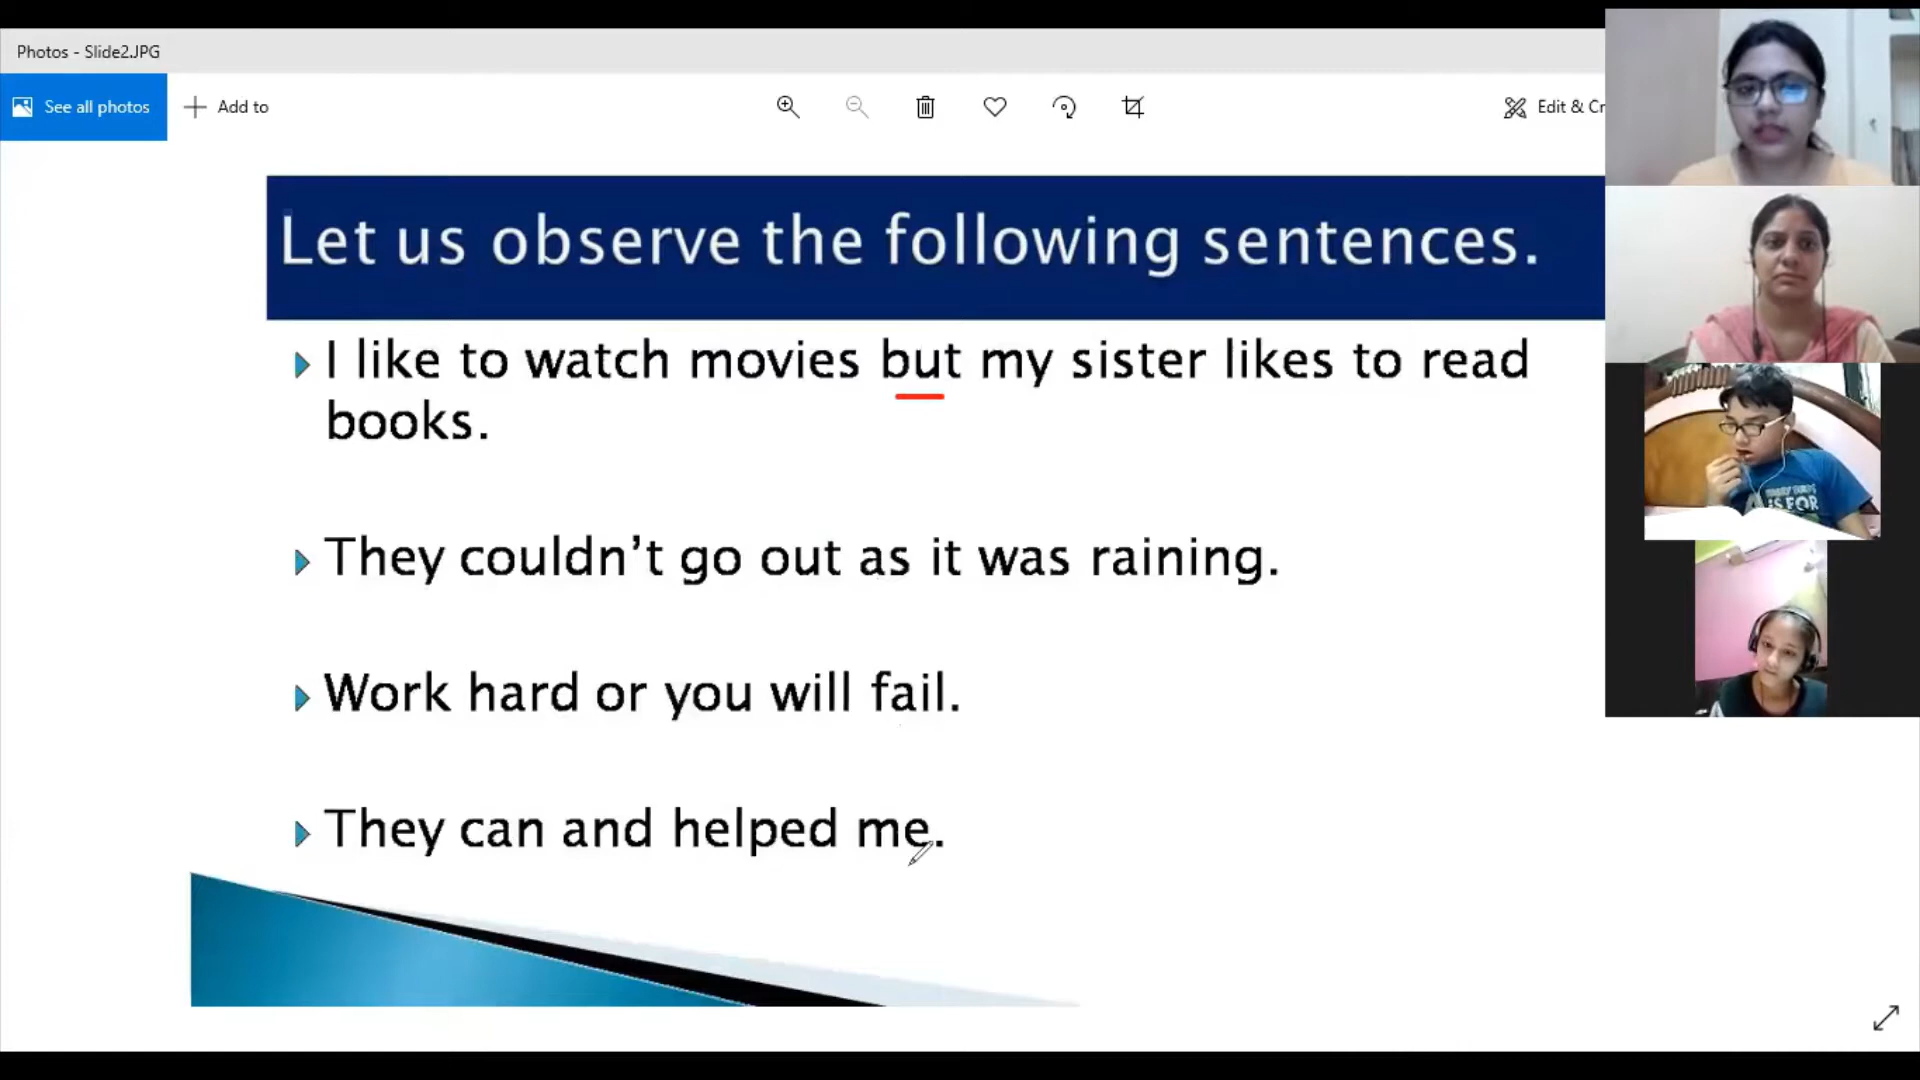 Photos - Slide2.JPG
See all photos
Add to
Edit & Cr
Let us observe the following sentences.
I like to watch movies but my sister likes to read
books.
They couldn't go out as it was raining.
Work hard or you will fail.
They can and helped me.
IS FOR